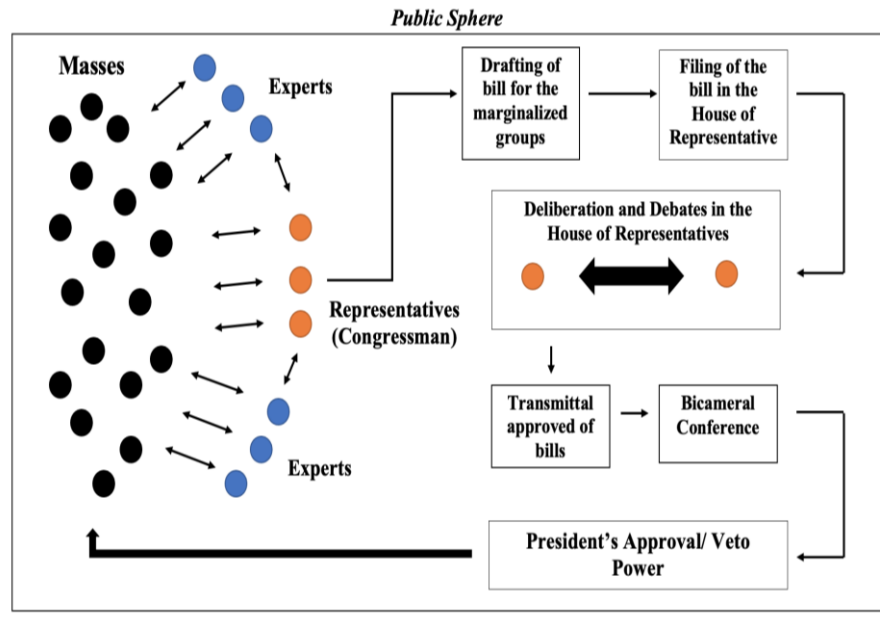 Public Sphere
Masses
Experts
Drafting of
bill for the
marginalized
groups
Filing of the
bill in the
House of
Representative
Deliberation and Debates in the
House of Representatives
Representatives
(Congressman)
Transmittal
approved of
bills
Bicameral
Conference
Experts
President’s Approval/ Veto
Power